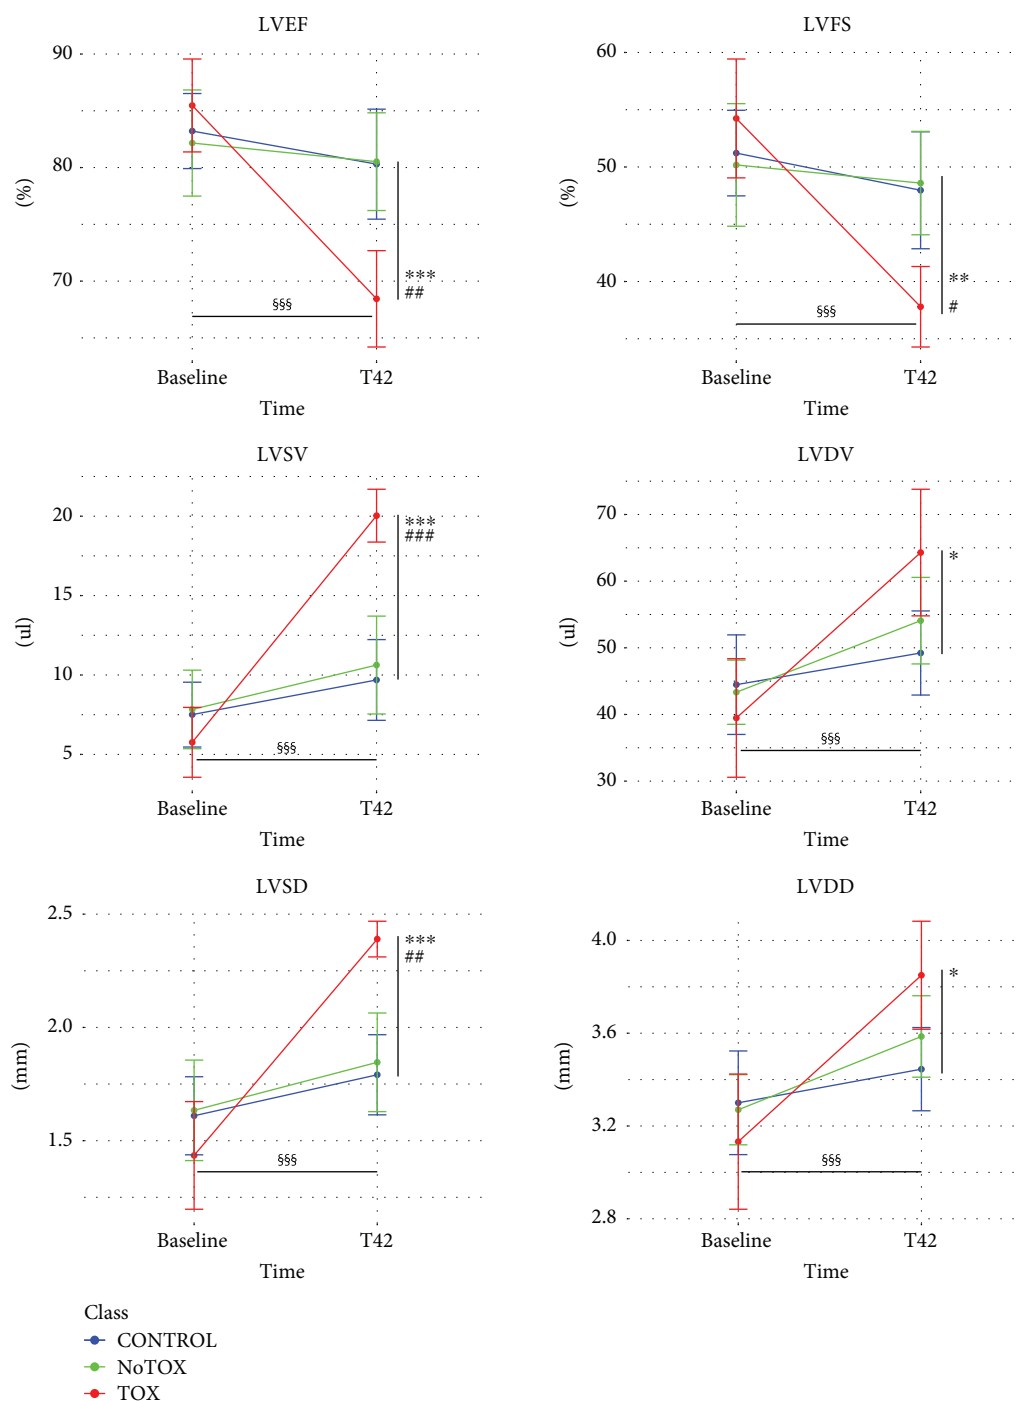 LVEF
90
80
70
(%)
***
##
§§§
Baseline
T42
Time
LVFS
60
50
40
(%)
**
#
§§§
Baseline
T42
Time
LVSV
20
15
10
5
(ul)
***
###
§§§
Baseline
T42
Time
LVDV
70
60
50
40
30
(ul)
*
§§§
Baseline
T42
Time
LVSD
2.5
2.0
1.5
(mm)
***
##
§§§
Baseline
T42
Time
LVDD
4.0
3.6
3.2
2.8
(mm)
*
§§§
Baseline
T42
Time
Class
CONTROL
NoTOX
TOX